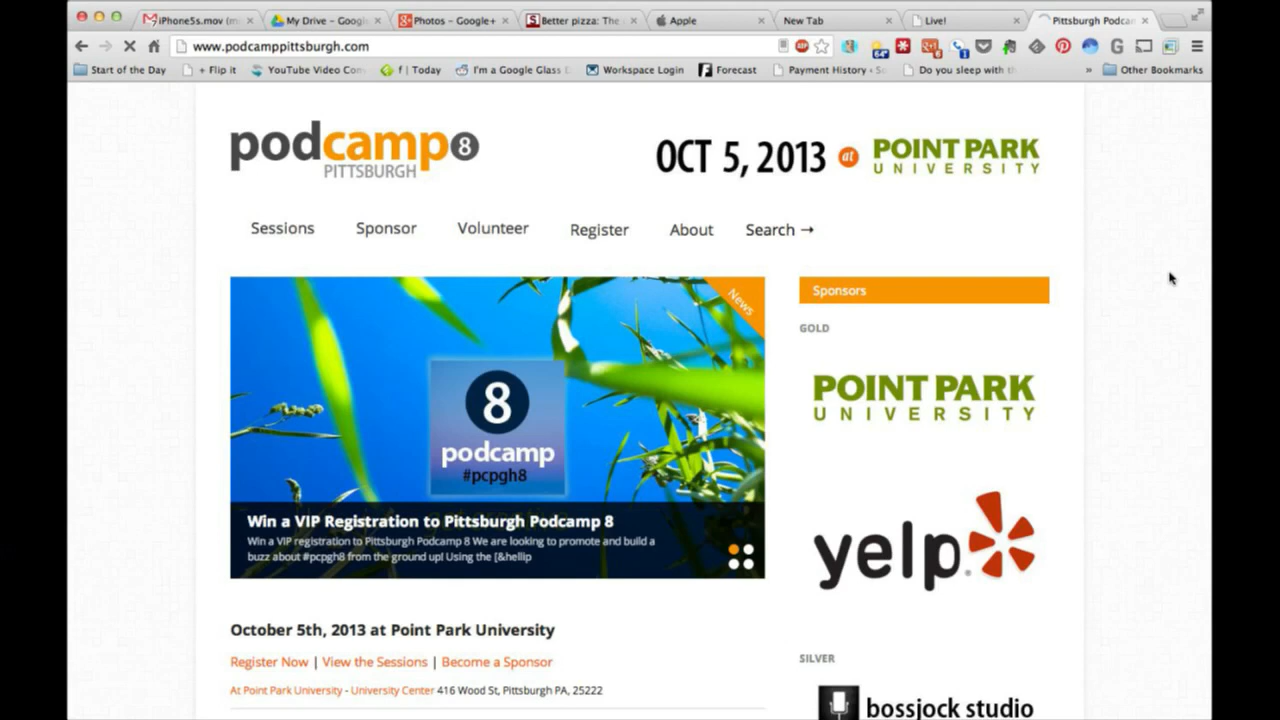 iPhone5s.mov
My Drive - Googl
Photos - Google+
Better pizza: The
Apple
New Tab
Live!
Pittsburgh Podcam
www.podcamppittsburgh.com
Start of the Day
+ Flip it
YouTube Video Con
f | Today
I'm a Google Glass
Workspace Login
Forecast
Payment History
Do you sleep with
»
Other Bookmarks
podcamp8
PITTSBURGH
OCT 5, 2013 at POINT PARK
UNIVERSITY
Sessions
Sponsor
Volunteer
Register
About
Search →
News
8
podcamp
#pcpgh8
Win a VIP Registration to Pittsburgh Podcamp 8
Win a VIP registration to Pittsburgh Podcamp 8 We are looking to promote and build a
buzz about #pcpgh8 from the ground up! Using the [&hellip
Sponsors
GOLD
POINT PARK
UNIVERSITY
yelp
SILVER
bossjock studio
October 5th, 2013 at Point Park University
Register Now | View the Sessions | Become a Sponsor
At Point Park University - University Center 416 Wood St, Pittsburgh PA, 25222